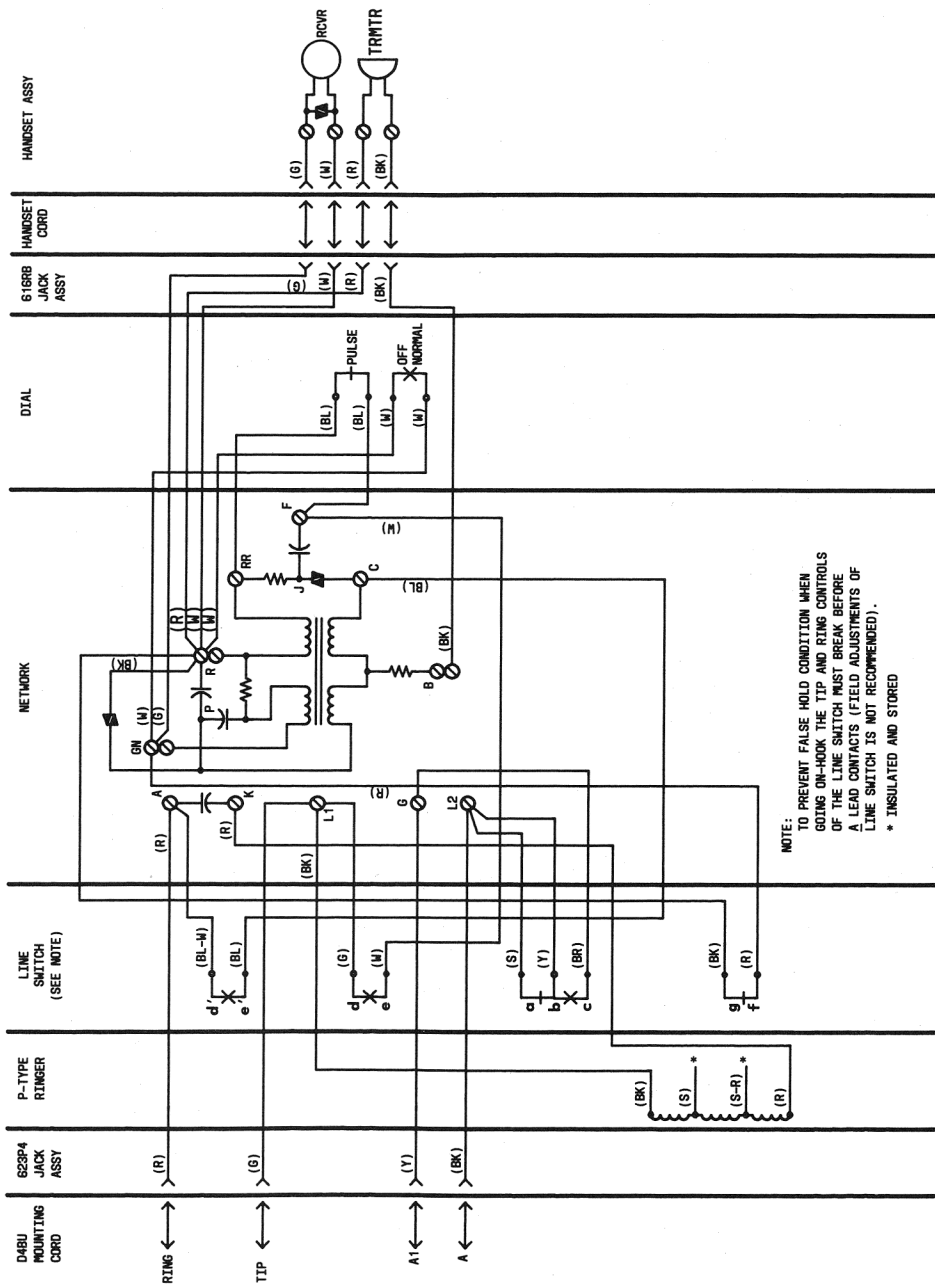 D4BU
MOUNTING
CORD
623P4
JACK
ASSY
P-TYPE
RINGER
LINE
SWITCH
(SEE NOTE)
NETWORK
DIAL
616RB
JACK
ASSY
HANDSET
CORD
HANDSET ASSY
RING
(R)
TIP
(G)
A1
(Y)
A
(BK)
(BK)
(S)
*
(S-R)
*
(R)
(BL-W)
d'
e'
(BL)
(G)
d
e
(W)
(S)
a
(Y)
b
(BR)
c
(BK)
g
f
(R)
A
(R)
K
(R)
L1
(BK)
G
(R)
L2
GN
(W)
(G)
P
(BK)
R
(R)
(W)
(W)
RR
J
F
C
(W)
(BL)
B
(BK)
(BL)
PULSE
(BL)
(W)
OFF
NORMAL
(W)
(G)
(W)
(R)
(BK)
(G)
(W)
(R)
(BK)
RCVR
TRMTR
NOTE:
TO PREVENT FALSE HOLD CONDITION WHEN
GOING ON-HOOK THE TIP AND RING CONTROLS
OF THE LINE SWITCH MUST BREAK BEFORE
A LEAD CONTACTS (FIELD ADJUSTMENTS OF
LINE SWITCH IS NOT RECOMMENDED).
* INSULATED AND STORED